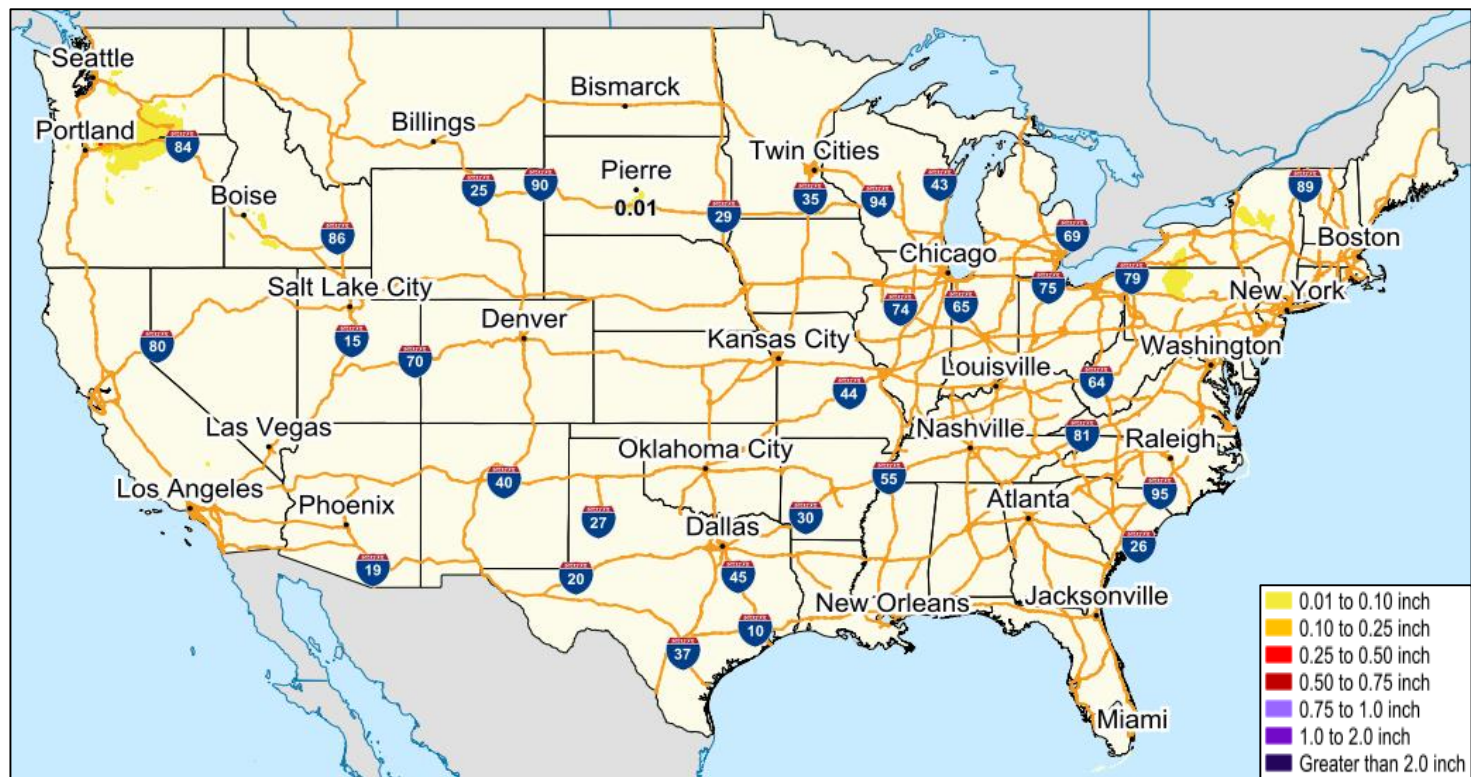 Seattle
Bismarck
Portland
84
Billings
Twin Cities
Pierre
0.01
Boise
25
90
29
35
94
43
89
86
69
Boston
Chicago
Salt Lake City
75
79
New York
74
65
Denver
80
15
70
Kansas City
Washington
Louisville
64
44
Las Vegas
Nashville
81
Raleigh
Oklahoma City
40
55
Los Angeles
95
Phoenix
27
30
Atlanta
Dallas
26
19
20
45
New Orleans
Jacksonville
10
37
Miami
0.01 to 0.10 inch
0.10 to 0.25 inch
0.25 to 0.50 inch
0.50 to 0.75 inch
0.75 to 1.0 inch
1.0 to 2.0 inch
Greater than 2.0 inch